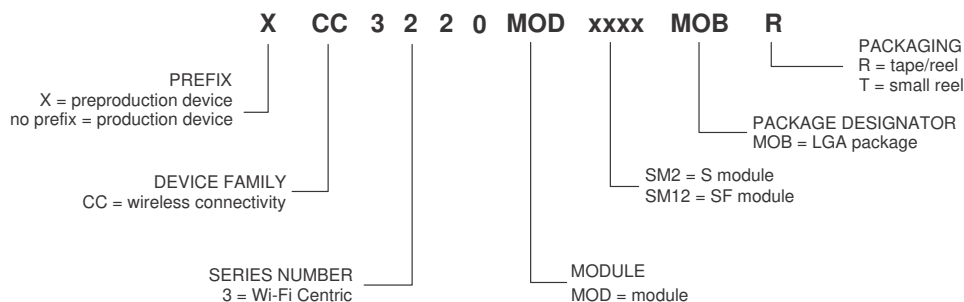 X CC 3 2 2 0 MOD xxxx MOB R
PREFIX
X = preproduction device
no prefix = production device
DEVICE FAMILY
CC = wireless connectivity
SERIES NUMBER
3 = Wi-Fi Centric
MODULE
MOD = module
SM2 = S module
SM12 = SF module
PACKAGE DESIGNATOR
MOB = LGA package
PACKAGING
R = tape/reel
T = small reel